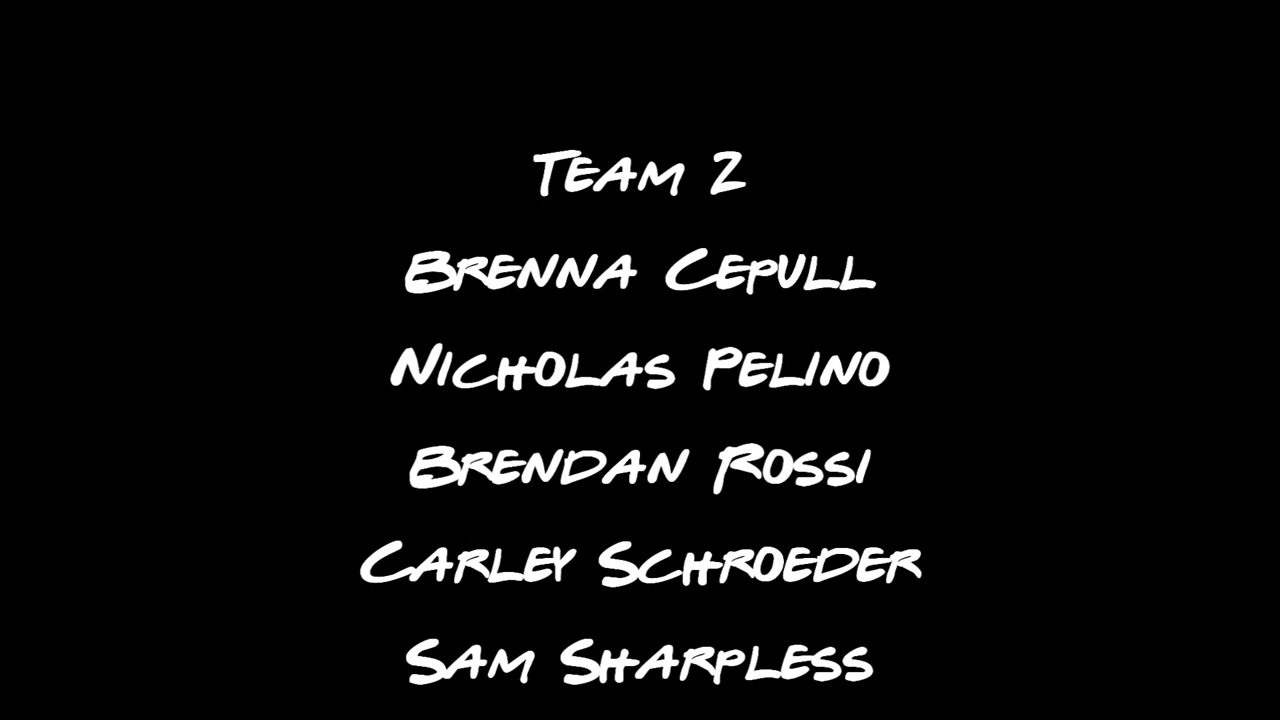 Team 2
Brenna Cepull
Nicholas Pelino
Brendan Rossi
Carley Schroeder
Sam Sharpless